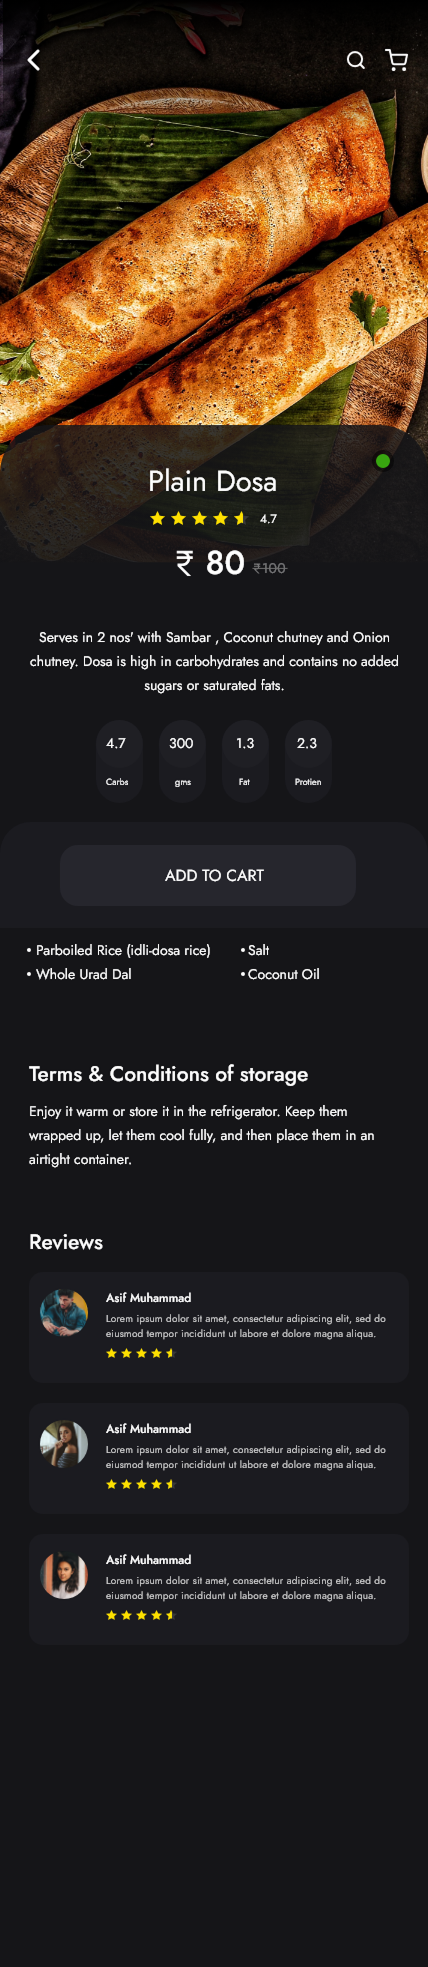 Plain Dosa
4.7
₹ 80 ₹100
Serves in 2 nos' with Sambar , Coconut chutney and Onion
chutney. Dosa is high in carbohydrates and contains no added
sugars or saturated fats.
4.7 300 1.3 2.3
Carbs gms Fat Protien
ADD TO CART
• Parboiled Rice (idli-dosa rice) • Salt
• Whole Urad Dal • Coconut Oil
Terms & Conditions of storage
Enjoy it warm or store it in the refrigerator. Keep them
wrapped up, let them cool fully, and then place them in an
airtight container.
Reviews
Asif Muhammad
Lorem ipsum dolor sit amet, consectetur adipiscing elit, sed do
eiusmod tempor incididunt ut labore et dolore magna aliqua.
Asif Muhammad
Lorem ipsum dolor sit amet, consectetur adipiscing elit, sed do
eiusmod tempor incididunt ut labore et dolore magna aliqua.
Asif Muhammad
Lorem ipsum dolor sit amet, consectetur adipiscing elit, sed do
eiusmod tempor incididunt ut labore et dolore magna aliqua.